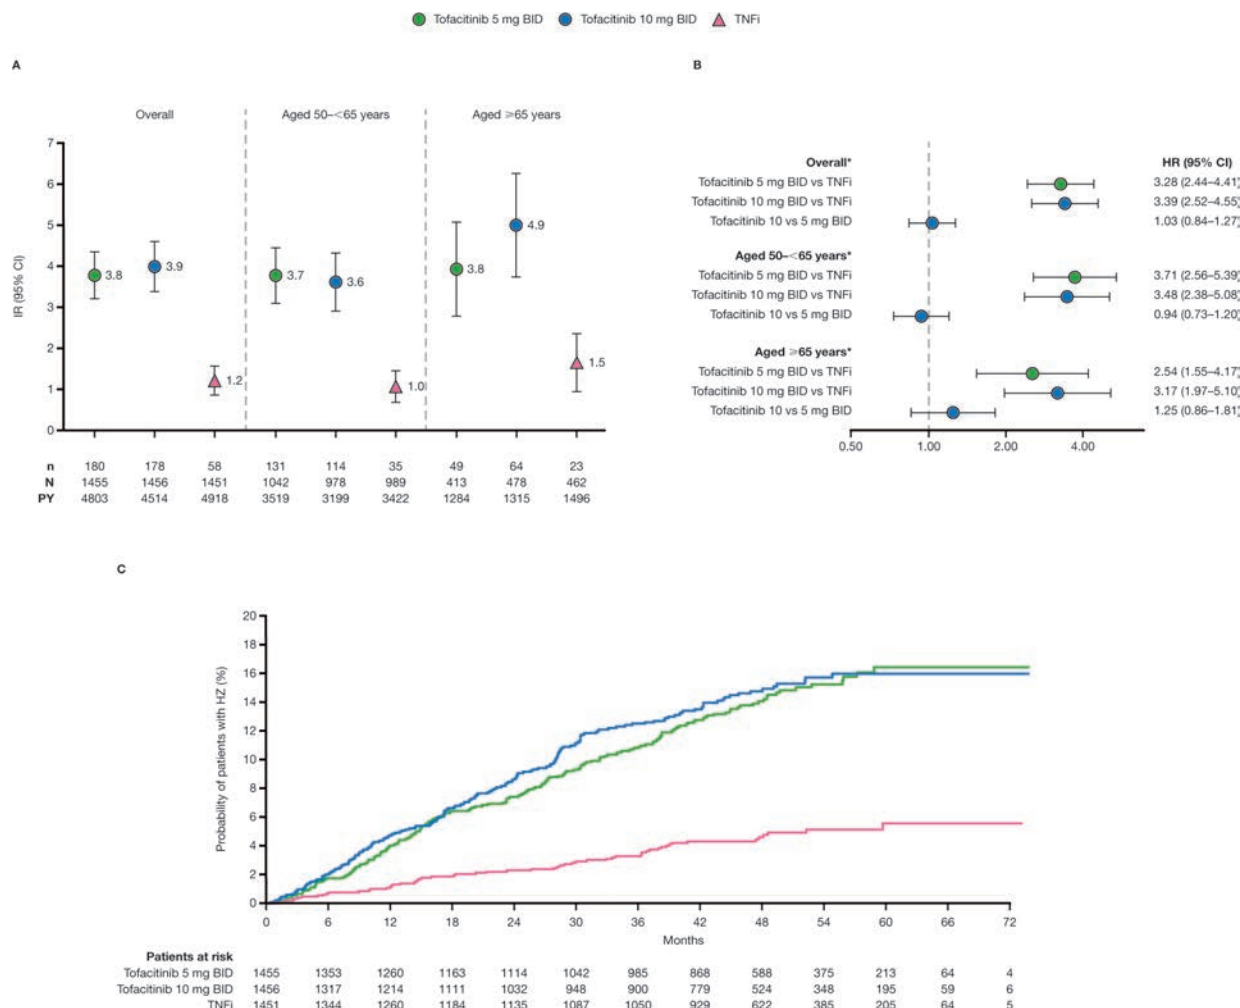 Tofacitinib 5 mg BID Tofacitinib 10 mg BID TNFi
A
Overall Aged 50–<65 years Aged ⩾65 years
IR (95% CI)
7
6
5
4
3
2
1
0
3.8 3.9 1.2 3.7 3.6 1.0 3.8 4.9 1.5
n 180 178 58 131 114 35 49 64 23
N 1455 1456 1451 1042 978 989 413 478 462
PY 4803 4514 4918 3519 3199 3422 1284 1315 1496
B
Overall* HR (95% CI)
Tofacitinib 5 mg BID vs TNFi 3.28 (2.44–4.41)
Tofacitinib 10 mg BID vs TNFi 3.39 (2.52–4.55)
Tofacitinib 10 vs 5 mg BID 1.03 (0.84–1.27)
Aged 50–<65 years*
Tofacitinib 5 mg BID vs TNFi 3.71 (2.56–5.39)
Tofacitinib 10 mg BID vs TNFi 3.48 (2.38–5.08)
Tofacitinib 10 vs 5 mg BID 0.94 (0.73–1.20)
Aged ⩾65 years*
Tofacitinib 5 mg BID vs TNFi 2.54 (1.55–4.17)
Tofacitinib 10 mg BID vs TNFi 3.17 (1.97–5.10)
Tofacitinib 10 vs 5 mg BID 1.25 (0.86–1.81)
0.50 1.00 2.00 4.00
C
Probability of patients with HZ (%)
20
18
16
14
12
10
8
6
4
2
0
0 6 12 18 24 30 36 42 48 54 60 66 72
Months
Patients at risk
Tofacitinib 5 mg BID 1455 1353 1260 1163 1114 1042 985 868 588 375 213 64 4
Tofacitinib 10 mg BID 1456 1317 1214 1111 1032 948 900 779 524 348 195 59 6
TNFi 1451 1344 1260 1184 1135 1087 1050 929 622 385 205 64 5